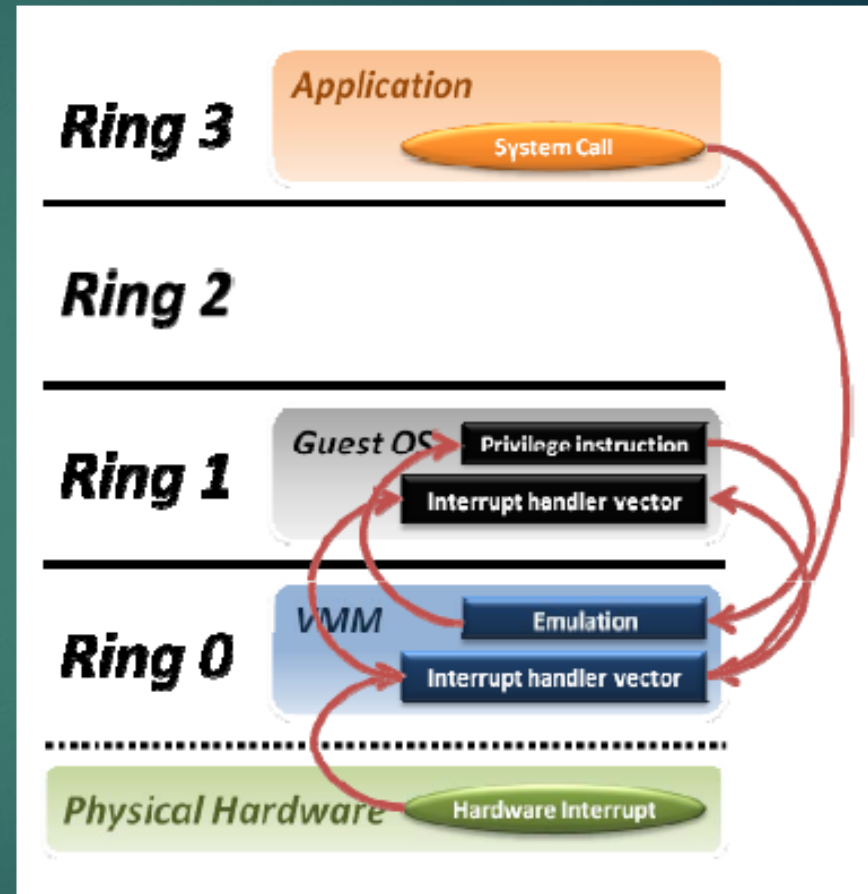 Application
Ring 3
System Call
Ring 2
Guest OS
Privilege instruction
Ring 1
Interrupt handler vector
VMM
Emulation
Ring 0
Interrupt handler vector
Physical Hardware
Hardware Interrupt